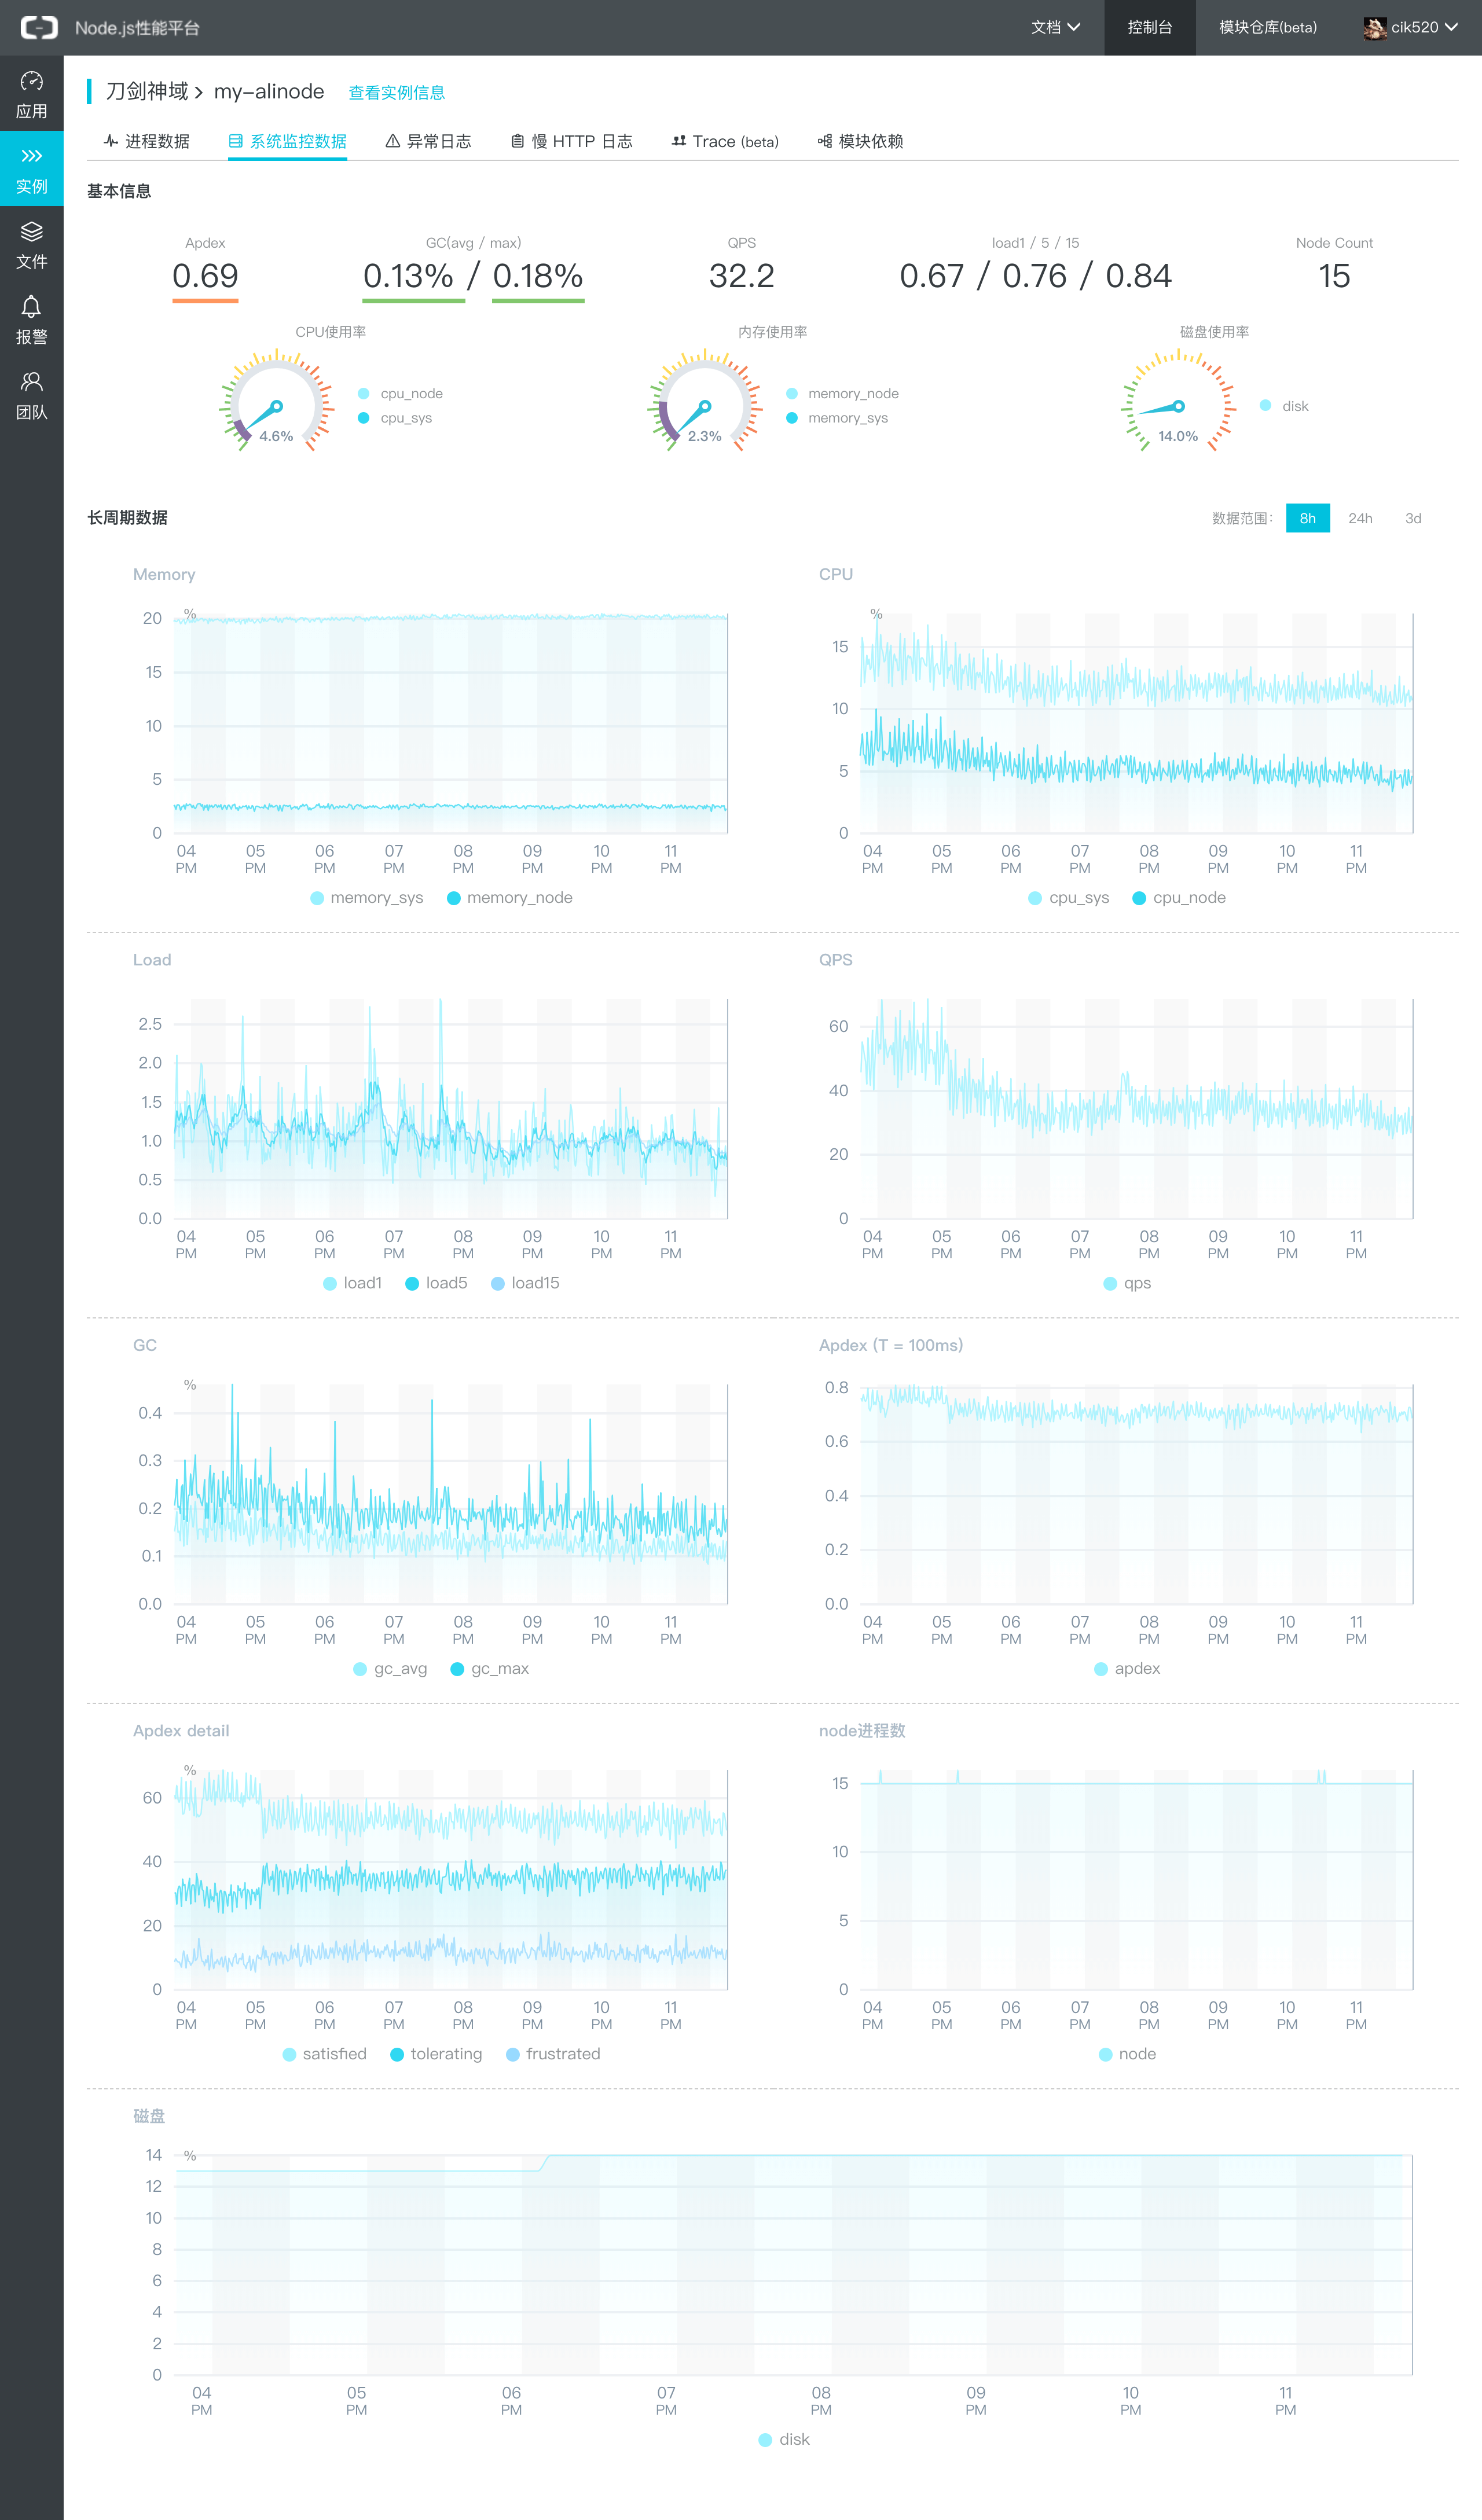 Node.js性能平台
文档
控制台
模块仓库(beta)
cik520
应用
实例
文件
报警
团队
刀剑神域 > my-alinode 查看实例信息
进程数据
系统监控数据
异常日志
慢 HTTP 日志
Trace (beta)
模块依赖
基本信息
Apdex
0.69
GC(avg / max)
0.13% / 0.18%
QPS
32.2
load1 / 5 / 15
0.67 / 0.76 / 0.84
Node Count
15
CPU使用率
4.6%
cpu_node
cpu_sys
内存使用率
2.3%
memory_node
memory_sys
磁盘使用率
14.0%
disk
长周期数据
数据范围: 8h 24h 3d
Memory
%
20
15
10
5
0
04 PM 05 PM 06 PM 07 PM 08 PM 09 PM 10 PM 11 PM
memory_sys memory_node
CPU
%
15
10
5
0
04 PM 05 PM 06 PM 07 PM 08 PM 09 PM 10 PM 11 PM
cpu_sys cpu_node
Load
2.5
2.0
1.5
1.0
0.5
0.0
04 PM 05 PM 06 PM 07 PM 08 PM 09 PM 10 PM 11 PM
load1 load5 load15
QPS
60
40
20
0
04 PM 05 PM 06 PM 07 PM 08 PM 09 PM 10 PM 11 PM
qps
GC
%
0.4
0.3
0.2
0.1
0.0
04 PM 05 PM 06 PM 07 PM 08 PM 09 PM 10 PM 11 PM
gc_avg gc_max
Apdex (T = 100ms)
0.8
0.6
0.4
0.2
0.0
04 PM 05 PM 06 PM 07 PM 08 PM 09 PM 10 PM 11 PM
apdex
Apdex detail
%
60
40
20
0
04 PM 05 PM 06 PM 07 PM 08 PM 09 PM 10 PM 11 PM
satisfied tolerating frustrated
node进程数
15
10
5
0
04 PM 05 PM 06 PM 07 PM 08 PM 09 PM 10 PM 11 PM
node
磁盘
%
14
12
10
8
6
4
2
0
04 PM 05 PM 06 PM 07 PM 08 PM 09 PM 10 PM 11 PM
disk